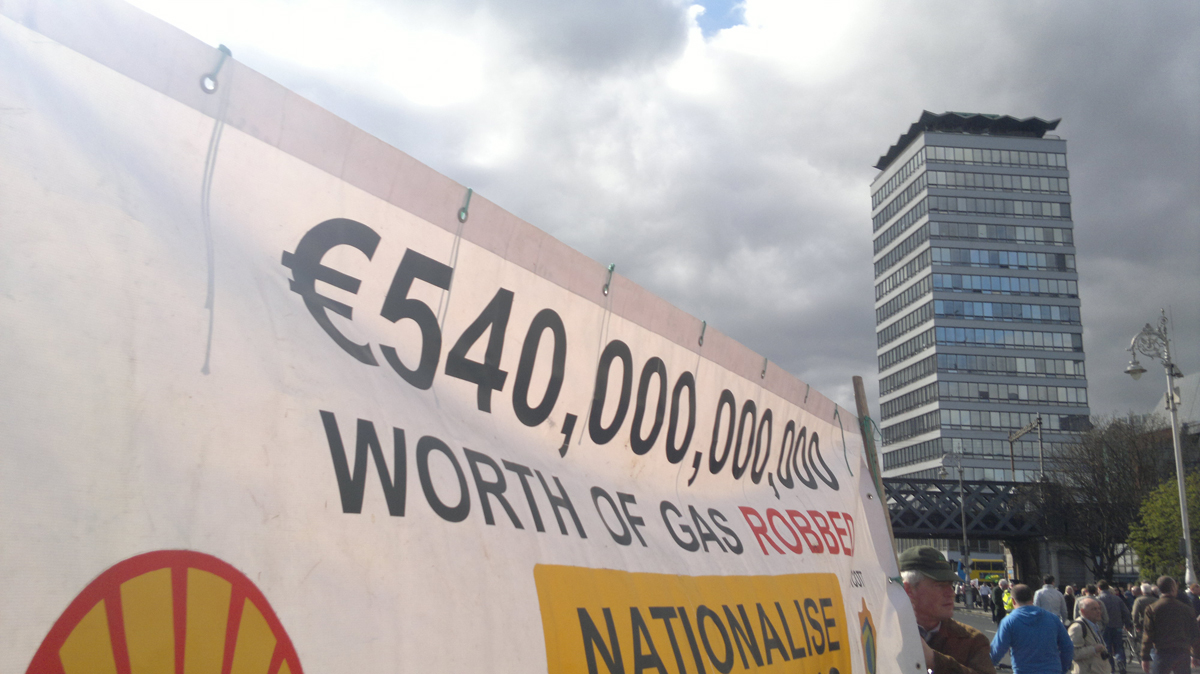 €540,000,000,000
WORTH OF GAS ROBBED
NATIONALISE